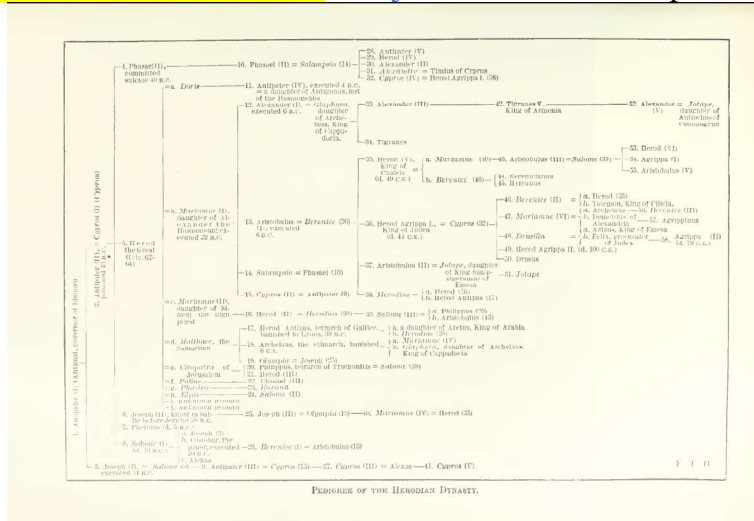 4. Phasael (I), committed suicide 40 B.C.
10. Phasael (II) = Salampsio (14)
28. Antipater (V)
29. Herod (IV)
30. Alexander (II)
31. Alexandra = Timius of Cyprus
32. Cypros (IV) = Herod Agrippa I. (36)
= a. Doris
11. Antipater (IV), executed 4 B.C. = a daughter of Antigonus, last of the Hasmoneans
12. Alexander (I), = Glaphyra, daughter of Archelaus, King of Cappadocia.
executed 6 B.C.
33. Alexander (III)
42. Tigranes V. King of Armenia
52. Alexander (V) = Jotape, daughter of Antiochus of Commagene
34. Tigranes
1. Antipater (I) (Antipas), governor of Idumea
2. Antipater (II), = Cypros (I) (Cypron)
poisoned 43 B.C.
5. Herod the Great (I)
= b. Mariamne (I), daughter of Alexander the Hasmonean; executed 29 B.C.
13. Aristobulus (I), executed 6 B.C. = Berenice (26)
35. Herod (V), King of Chalcis (d. 49 C.E.) =
a. Mariamne (40)
43. Aristobulus (III) = Salome (39)
53. Herod (VI)
54. Agrippa (I)
55. Aristobulus (V)
b. Berenice (46)
44. Berenicianus
45. Hyrcanus
36. Herod Agrippa I., King of Judea (d. 44 C.E.) = Cypros (32)
46. Berenice (II) =
a. Herod (35)
b. Polemon, King of Cilicia.
47. Mariamne (VI) =
a. Archelaus
56. Berenice (III)
b. Demetrius of Alexandria
57. Agrippinus
48. Drusilla =
a. Azizus, King of Emesa
b. Felix, procurator of Judea
58. Agrippa (II) (d. 79 C.E.)
49. Herod Agrippa II. (d. 100 C.E.)
50. Drusus
37. Aristobulus (II) = Jotape, daughter of King Sampsigeramus of Emesa
51. Jotape
14. Salampsio = Phasael (10)
15. Cypros (II) = Antipater (9)
38. Herodias =
a. Herod (16)
b. Herod Antipas (17)
= c. Mariamne (II), daughter of Simon the high priest
16. Herod (II) = Herodias (38)
39. Salome (III) =
a. Philippus (20)
b. Aristobulus (43)
= d. Malthace, the Samaritan
17. Herod Antipas, tetrarch of Galilee, banished to Lyons, 39 C.E.
a. a daughter of Aretas, King of Arabia
b. Herodias (38)
18. Archelaus, the ethnarch, banished 6 C.E.
a. Mariamne (IV)
b. Glaphyra, daughter of Archelaus, King of Cappadocia
19. Olympia = Joseph (25)
= e. Cleopatra of Jerusalem
20. Philippus, tetrarch of Trachonitis = Salome (39)
21. Herod (III)
= f. Pallas
22. Phasael (III)
= g. Phædra
23. Roxana
= h. Elpis
24. Salome (II)
= i. unknown woman
unknown woman
6. Joseph (II), killed in battle before Jericho 38 B.C.
25. Joseph (III) = Olympia (19)
40. Mariamne (IV) = Herod (35)
7. Pheroras (d. 5 B.C.)
8. Salome (I) =
a. Joseph (3)
b. Costobar, executed
26. Berenice (I) = Aristobulus (13)
c. Alexas
3. Joseph (I), = Salome (8)
executed 34 B.C.
9. Antipater (III) = Cypros (15)
27. Cypros (III) = Alexas
41. Cypros (V)
PEDIGREE OF THE HERODIAN DYNASTY.